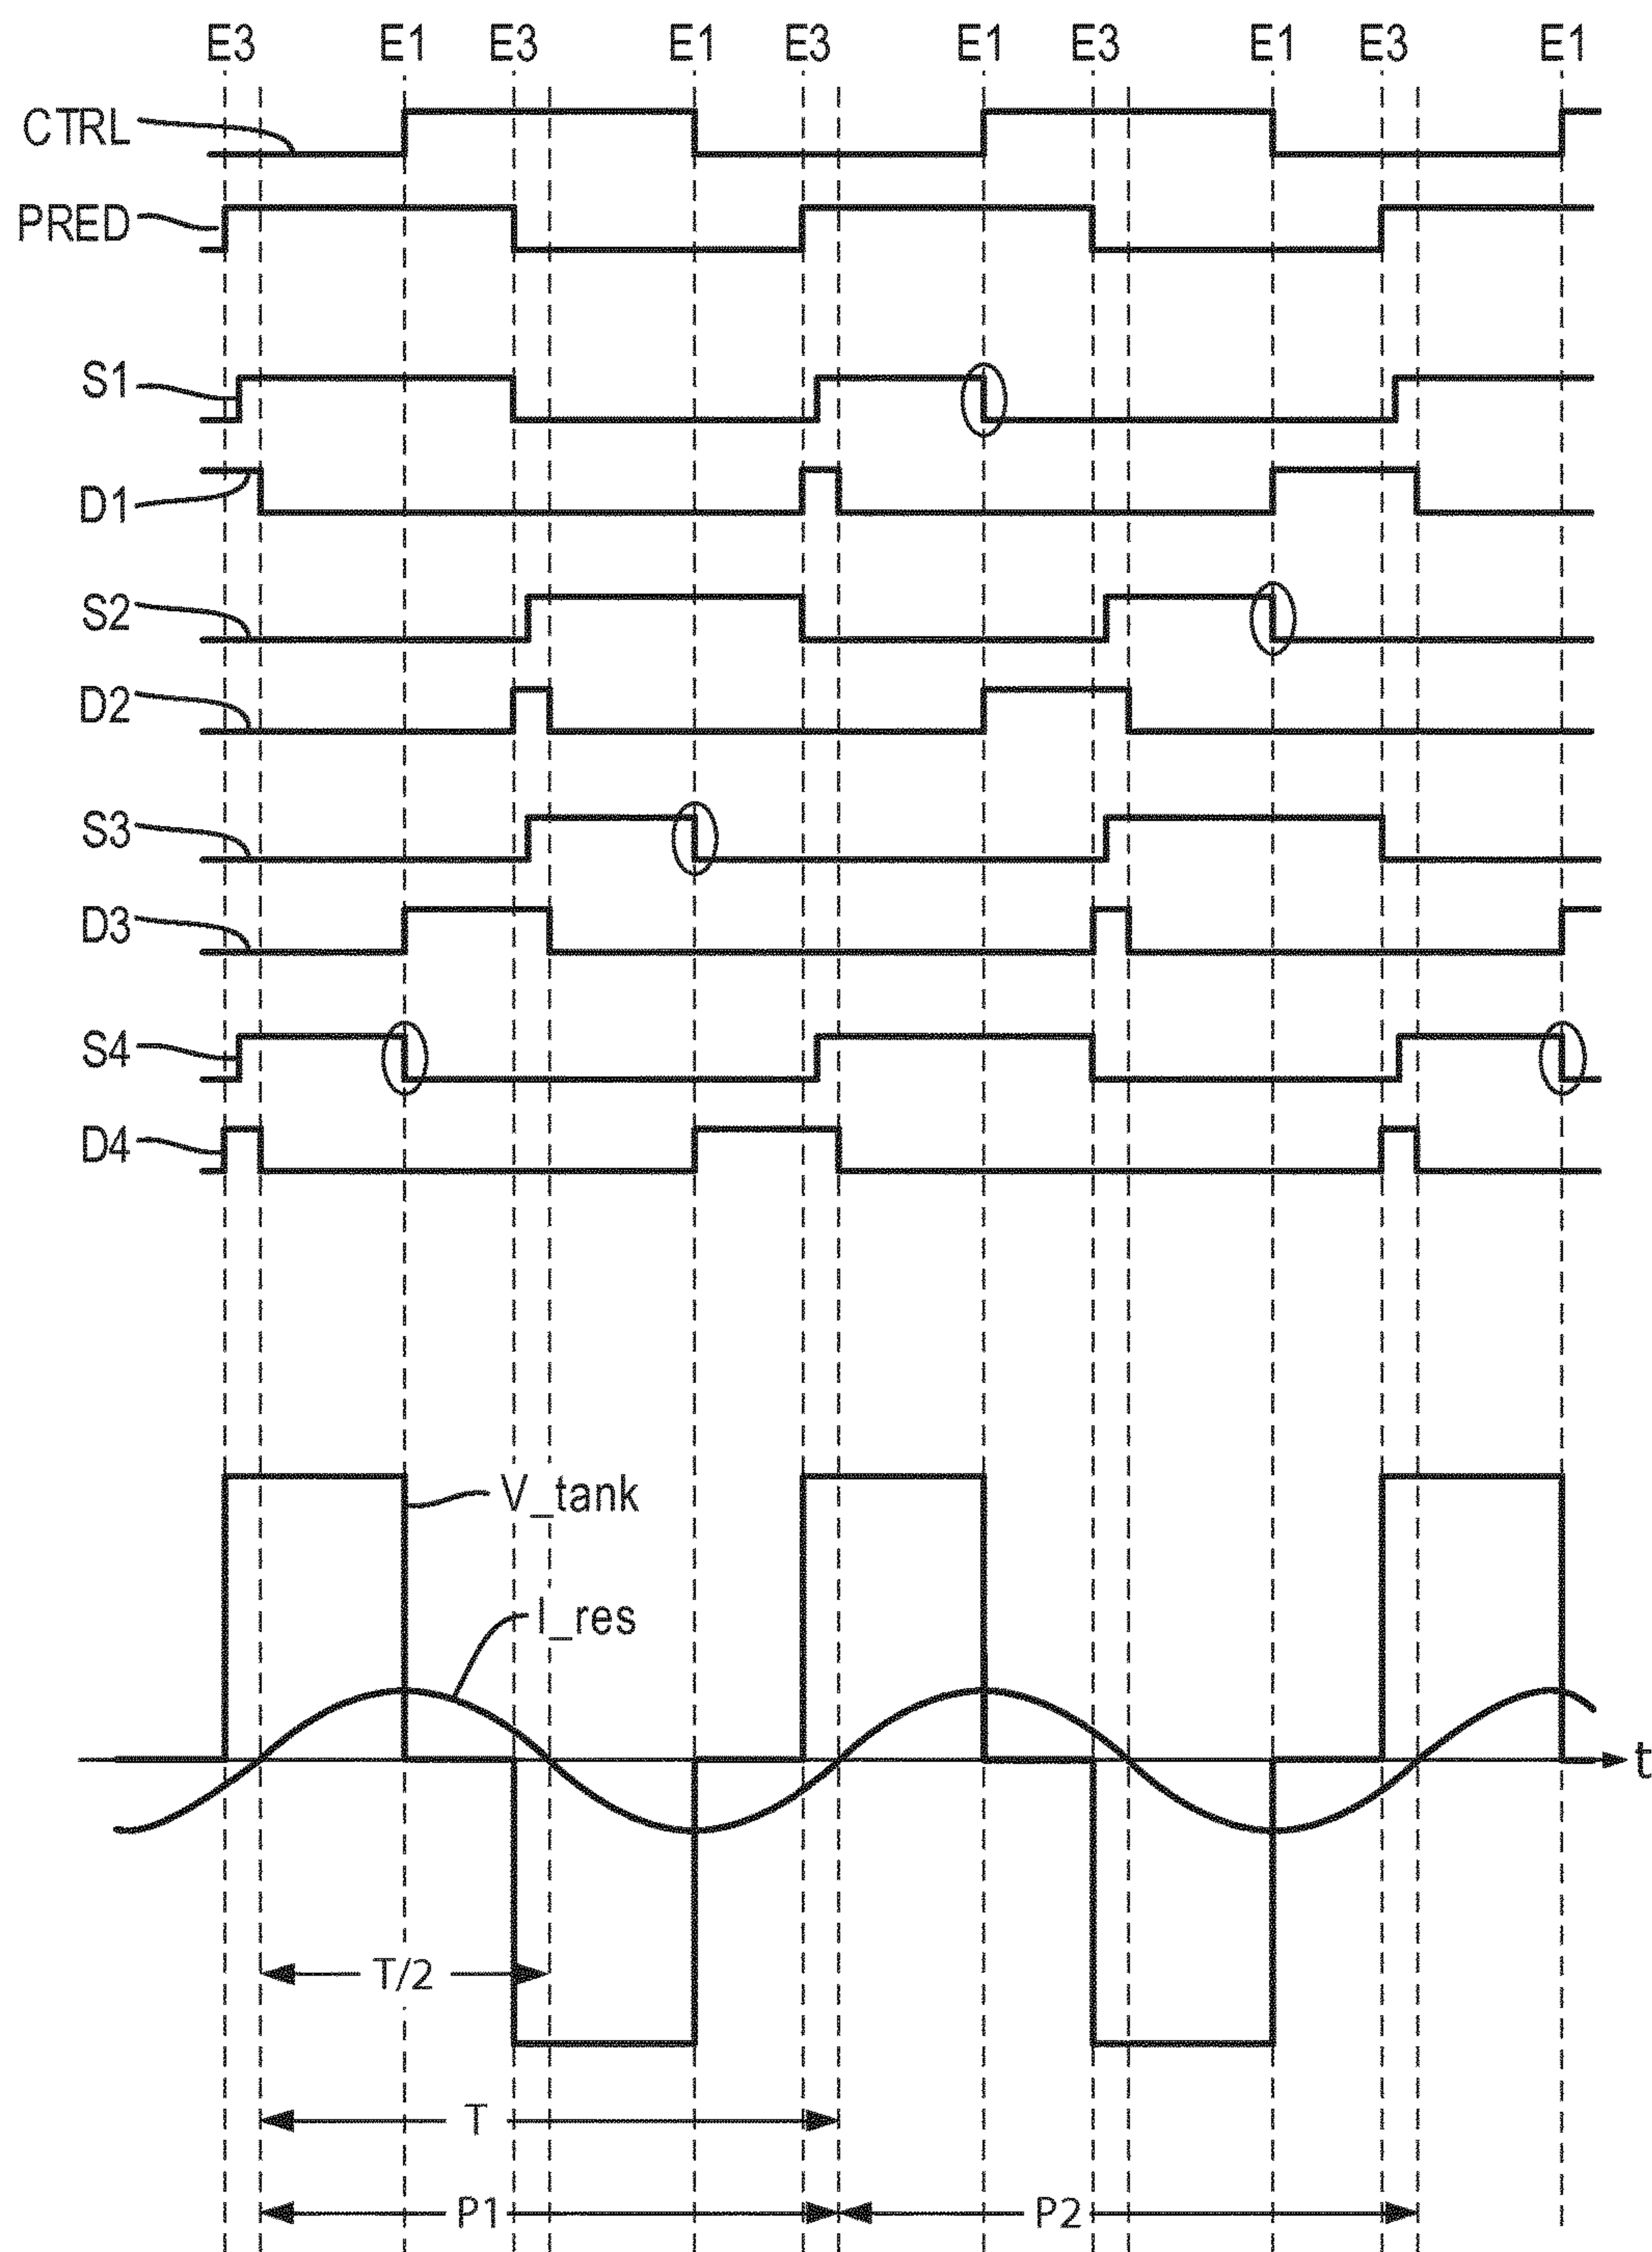 E3 E1 E3 E1 E3 E1 E3 E1 E3 E1
CTRL
PRED
S1
D1
S2
D2
S3
D3
S4
D4
V_tank
I_res
t
T/2
T
P1 P2